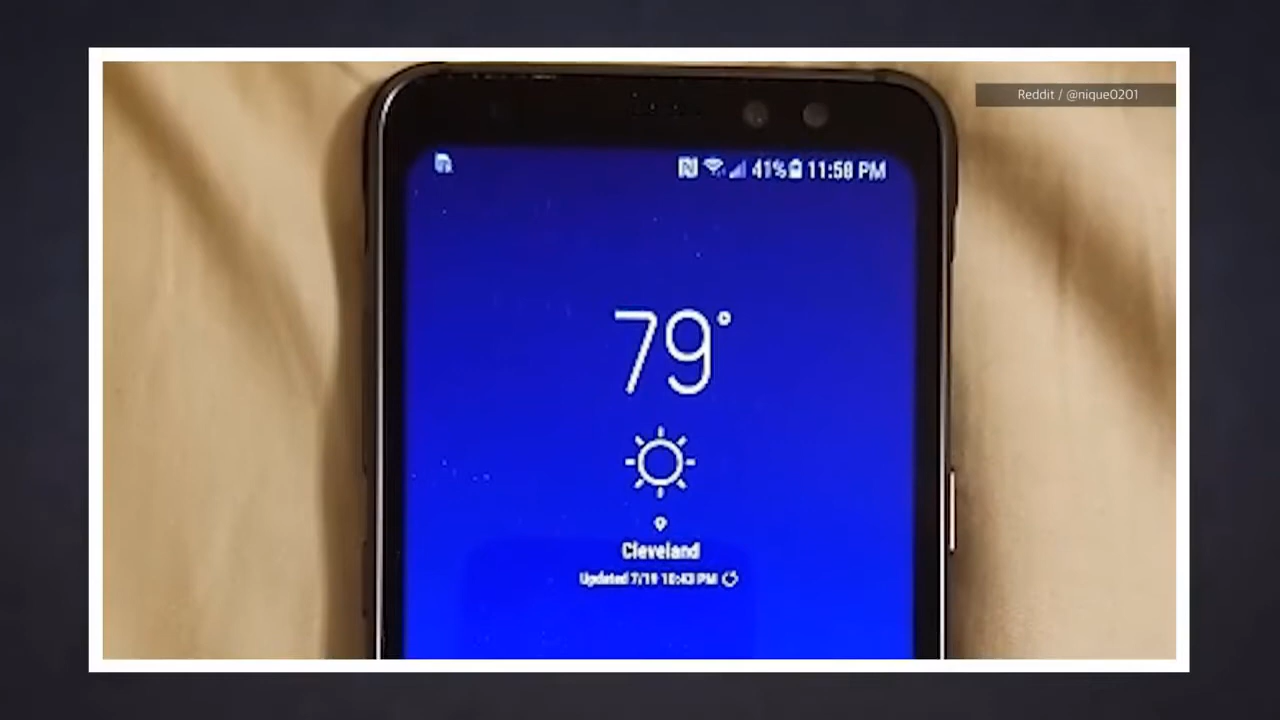 Reddit / @nique0201
41% 11:58 PM
79°
Cleveland
Updated 7/19 10:43 PM